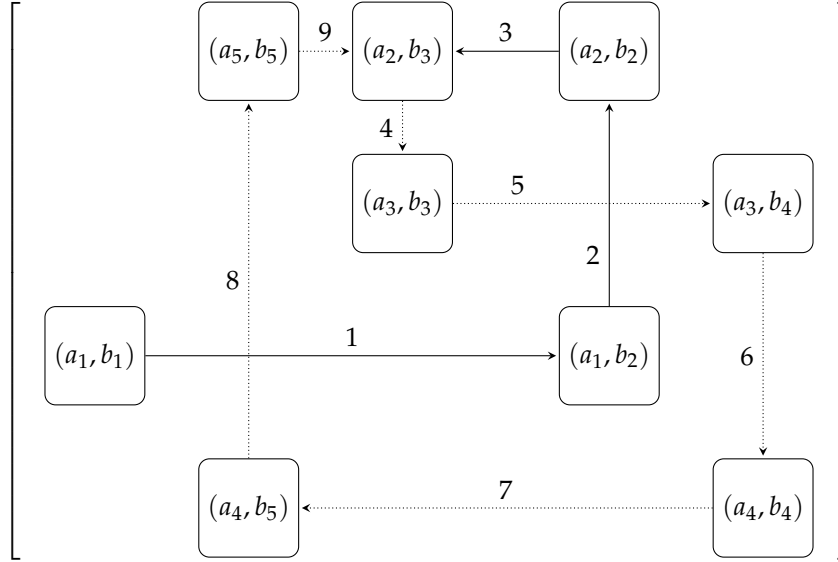 9
3
(a₅, b₅)
(a₂, b₃)
(a₂, b₂)
4
5
(a₃, b₃)
(a₃, b₄)
8
2
1
6
(a₁, b₁)
(a₁, b₂)
7
(a₄, b₅)
(a₄, b₄)